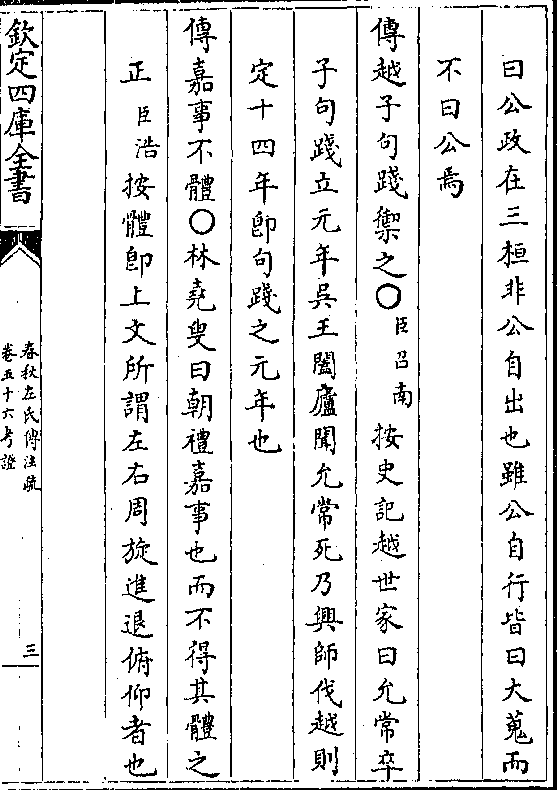 曰公政在三桓非公自出也雖公自行皆曰大蒐而
不曰公焉
傳越子句踐禦之○臣召南按史記越世家曰允常卒
子句踐立元年吳王闔廬聞允常死乃興師伐越則
定十四年卽句踐之元年也
傳嘉事不體○林堯叟曰朝禮嘉事也而不得其體之
正臣浩按體卽上文所謂左右周旋進退俯仰者也
欽定四庫全書
春秋左氏傳注疏
卷五十六考證
三